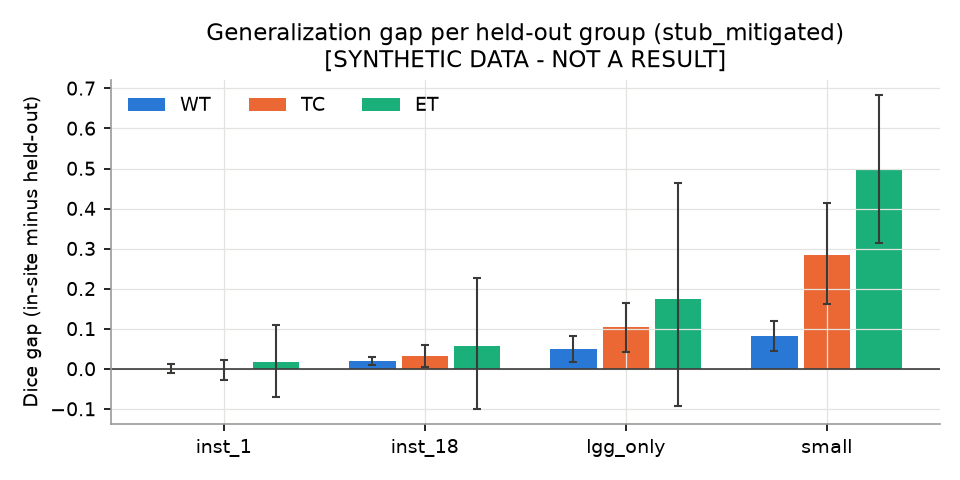 Generalization gap per held-out group (stub_mitigated)
[SYNTHETIC DATA - NOT A RESULT]
Dice gap (in-site minus held-out)
WT TC ET
0.7
0.6
0.5
0.4
0.3
0.2
0.1
0.0
−0.1
inst_1 inst_18 lgg_only small